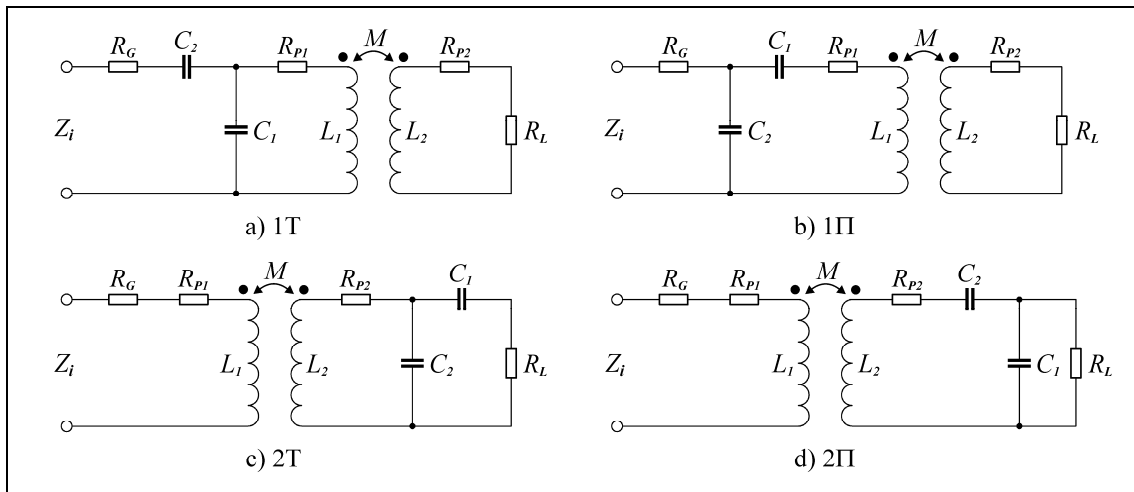 R_G C_2 R_P1 M R_P2
Z_i C_1 L_1 L_2 R_L
a) 1T
R_G C_1 R_P1 M R_P2
Z_i C_2 L_1 L_2 R_L
b) 1Π
R_G R_P1 M R_P2 C_1
Z_i L_1 L_2 C_2 R_L
c) 2T
R_G R_P1 M R_P2 C_2
Z_i L_1 L_2 C_1 R_L
d) 2Π